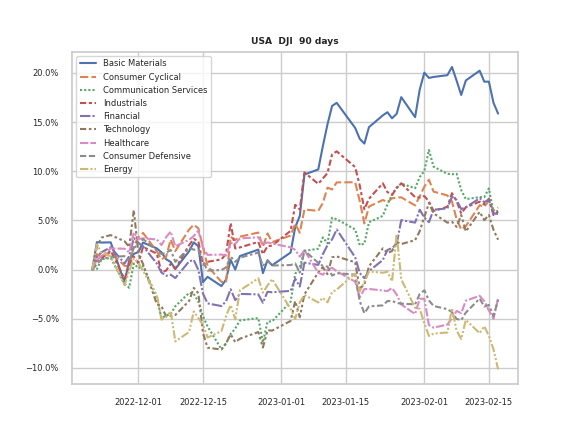 USA DJI 90 days
Basic Materials
Consumer Cyclical
Communication Services
Industrials
Financial
Technology
Healthcare
Consumer Defensive
Energy
20.0%
15.0%
10.0%
5.0%
0.0%
−5.0%
−10.0%
2022-12-01 2022-12-15 2023-01-01 2023-01-15 2023-02-01 2023-02-15